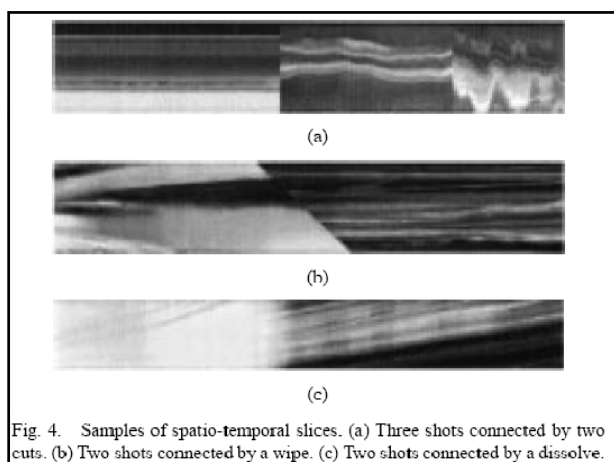 (a)
(b)
(c)
Fig. 4. Samples of spatio-temporal slices. (a) Three shots connected by two
cuts. (b) Two shots connected by a wipe. (c) Two shots connected by a dissolve.